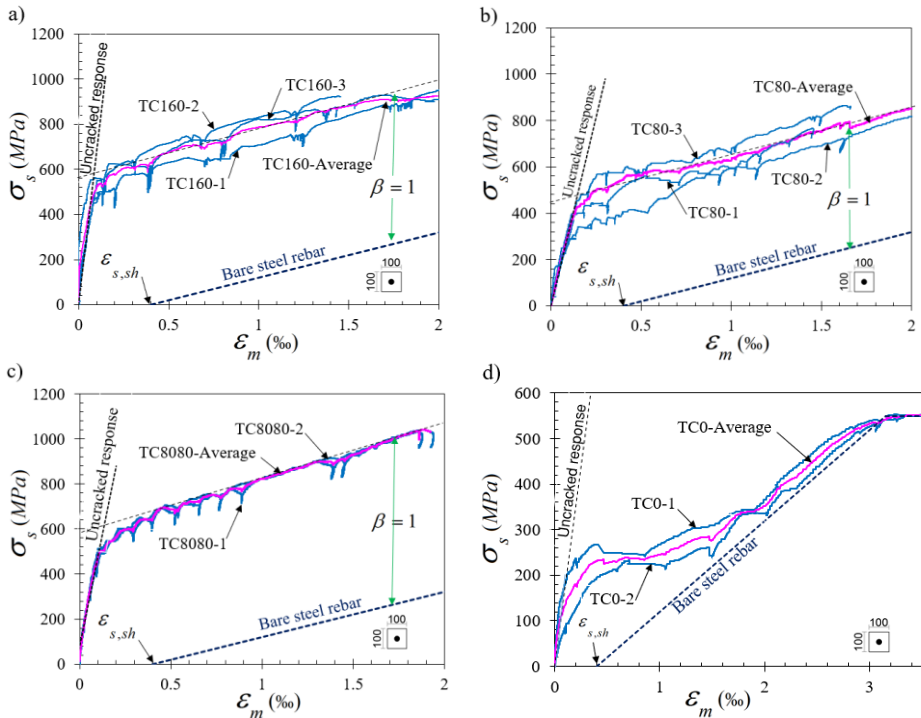 a)
1200
1000
800
600
400
200
0
σs (MPa)
Uncracked response
TC160-2
TC160-3
TC160-1
TC160-Average
β = 1
εs,sh
Bare steel rebar
100
100
0
0.5
1
1.5
2
εm (‰)
b)
1200
1000
800
600
400
200
0
σs (MPa)
Uncracked response
TC80-Average
TC80-3
TC80-2
TC80-1
β = 1
εs,sh
Bare steel rebar
100
100
0
0.5
1
1.5
2
εm (‰)
c)
1200
1000
800
600
400
200
0
σs (MPa)
Uncracked response
TC8080-2
TC8080-Average
TC8080-1
β = 1
εs,sh
Bare steel rebar
100
100
0
0.5
1
1.5
2
εm (‰)
d)
600
500
400
300
200
100
0
σs (MPa)
Uncracked response
TC0-Average
TC0-1
TC0-2
Bare steel rebar
εs,sh
100
100
0
1
2
3
εm (‰)